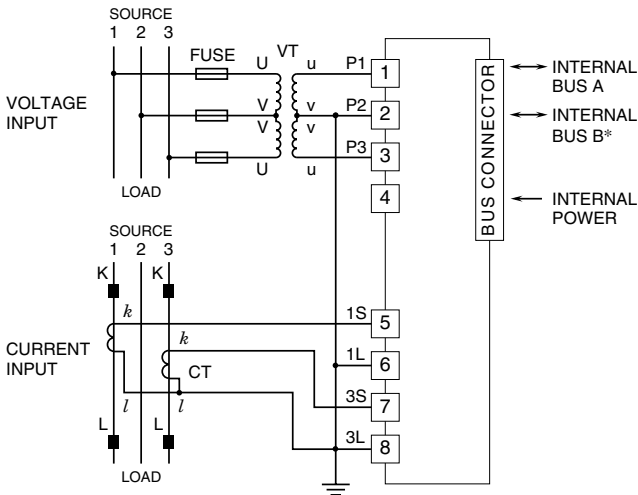 SOURCE
1 2 3
FUSE
VT
U
u
P1
1
V
v
P2
2
V
v
U
u
P3
3
4
VOLTAGE
INPUT
LOAD
BUS CONNECTOR
INTERNAL
BUS A
INTERNAL
BUS B*
INTERNAL
POWER
SOURCE
1 2 3
K
K
k
1S
5
k
1L
6
CURRENT
INPUT
CT
3S
7
l
l
L
L
3L
8
LOAD